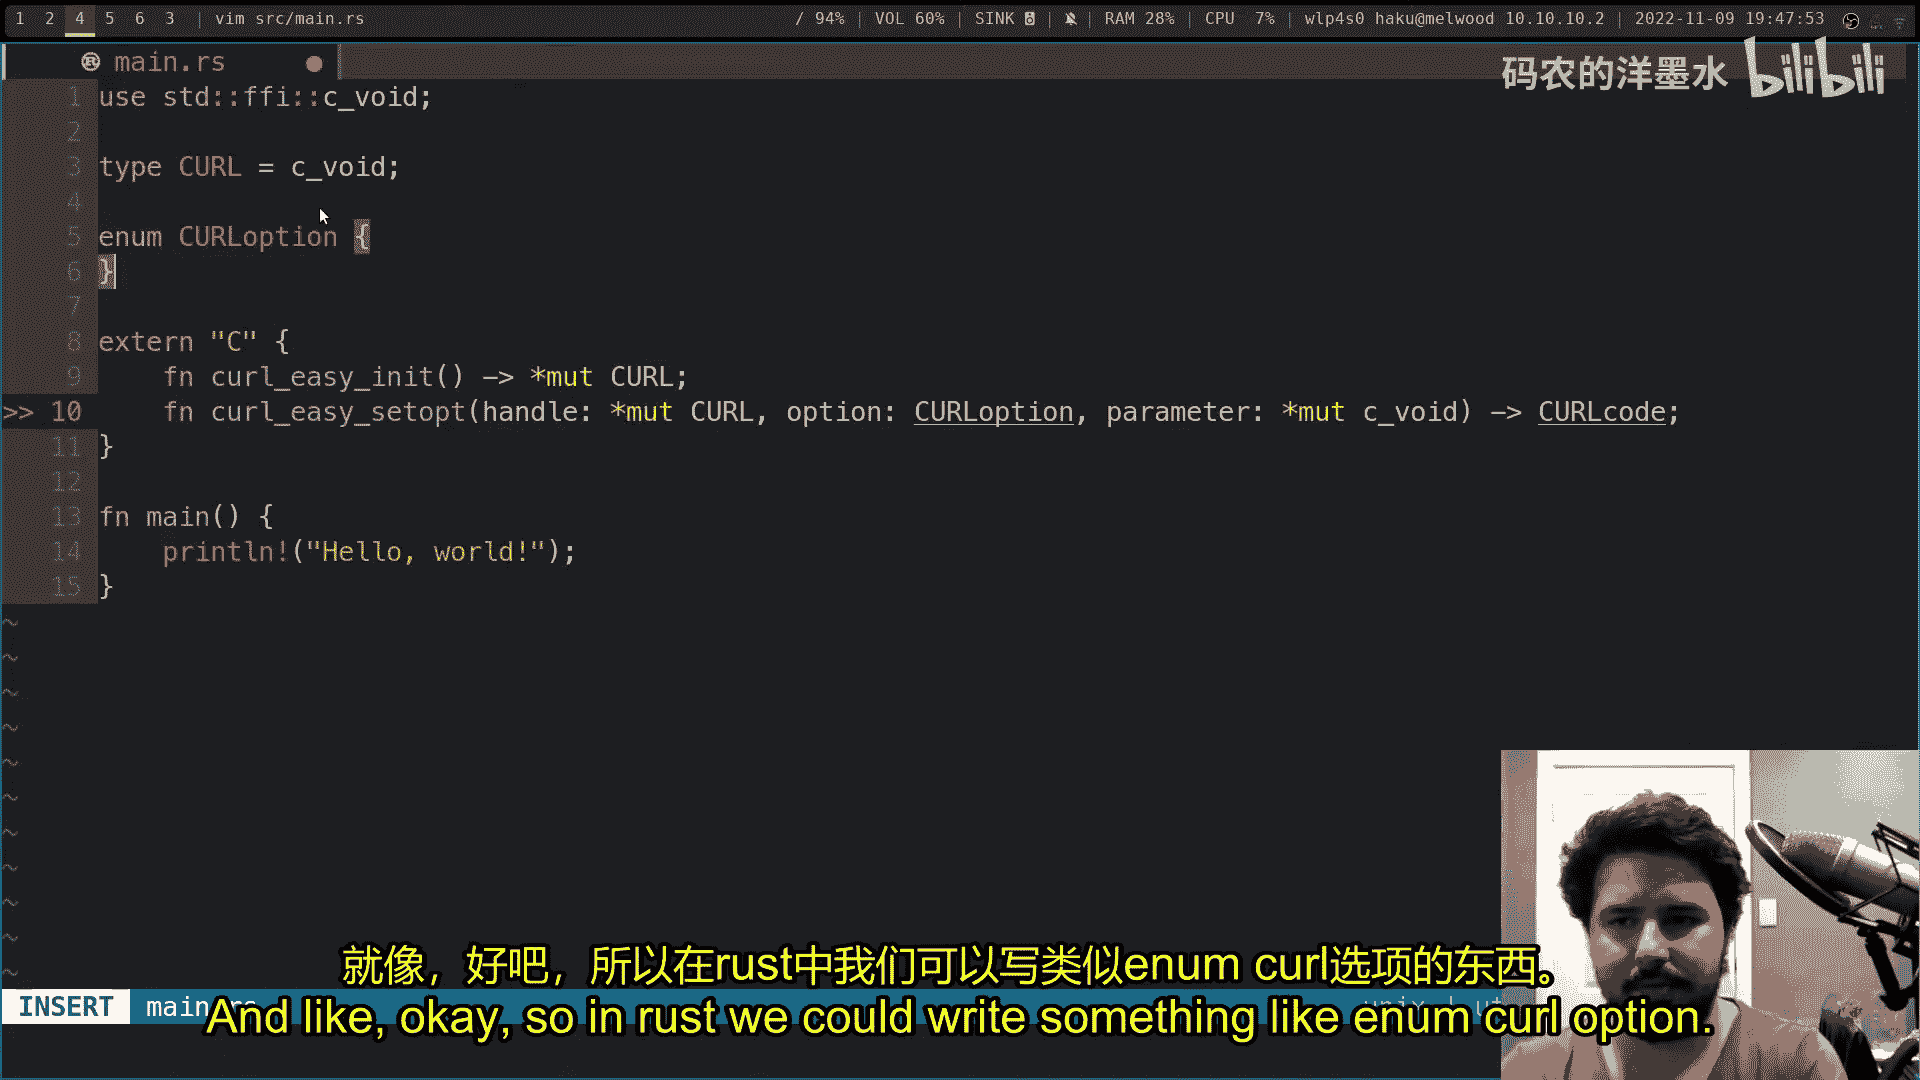 1 2 4 5 6 3 | vim src/main.rs / 94% | VOL 60% | SINK | | RAM 28% | CPU 7% | wlp4s0 haku@melwood 10.10.10.2 | 2022-11-09 19:47:53
main.rs
码农的洋墨水 bilibili
1 use std::ffi::c_void;
2
3 type CURL = c_void;
4
5 enum CURLoption {
6 }
7
8 extern "C" {
9 fn curl_easy_init() -> *mut CURL;
>> 10 fn curl_easy_setopt(handle: *mut CURL, option: CURLoption, parameter: *mut c_void) -> CURLcode;
11 }
12
13 fn main() {
14 println!("Hello, world!");
15 }
~
~
~
~
~
~
~
~
~
~
~
就像，好吧，所以在rust中我们可以写类似enum curl选项的东西。
INSERT main.rs unix | ut
And like, okay, so in rust we could write something like enum curl option.